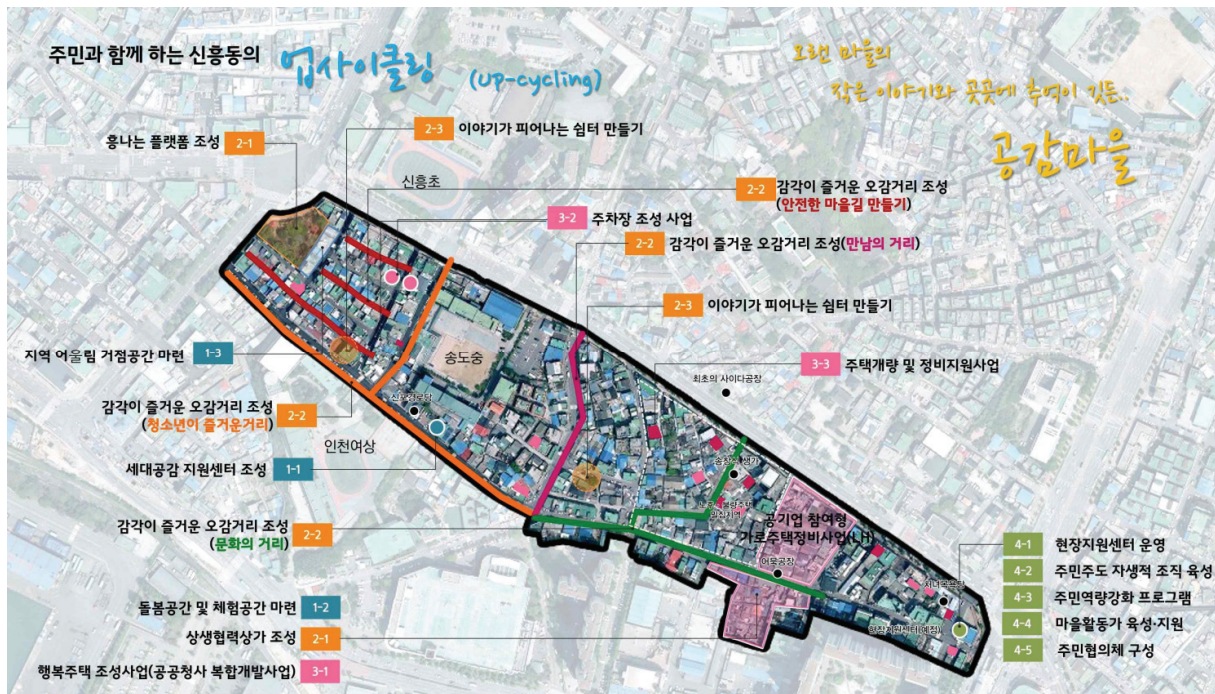 주민과 함께 하는 신흥동의 업사이클링 (UP-cycling)
오랜 마을의
작은 이야기와 곳곳에 추억이 깃든..
공감마을
흥나는 플랫폼 조성 2-1
2-3 이야기가 피어나는 쉼터 만들기
신흥초
2-2 감각이 즐거운 오감거리 조성
(안전한 마을길 만들기)
3-2 주차장 조성 사업
2-2 감각이 즐거운 오감거리 조성(만남의 거리)
2-3 이야기가 피어나는 쉼터 만들기
지역 어울림 거점공간 마련 1-3
송도중
3-3 주택개량 및 정비지원사업
최초의 사이다공장
감각이 즐거운 오감거리 조성
(청소년이 즐거운거리) 2-2
인천여상
세대공감 지원센터 조성 1-1
감각이 즐거운 오감거리 조성
(문화의 거리) 2-2
밀집지역
공기업 참여형
가로주택정비사업(LH)
어묵공장
현장지원센터(예정)
돌봄공간 및 체험공간 마련 1-2
상생협력상가 조성 2-1
행복주택 조성사업(공공청사 복합개발사업) 3-1
4-1 현장지원센터 운영
4-2 주민주도 자생적 조직 육성
4-3 주민역량강화 프로그램
4-4 마을활동가 육성·지원
4-5 주민협의체 구성